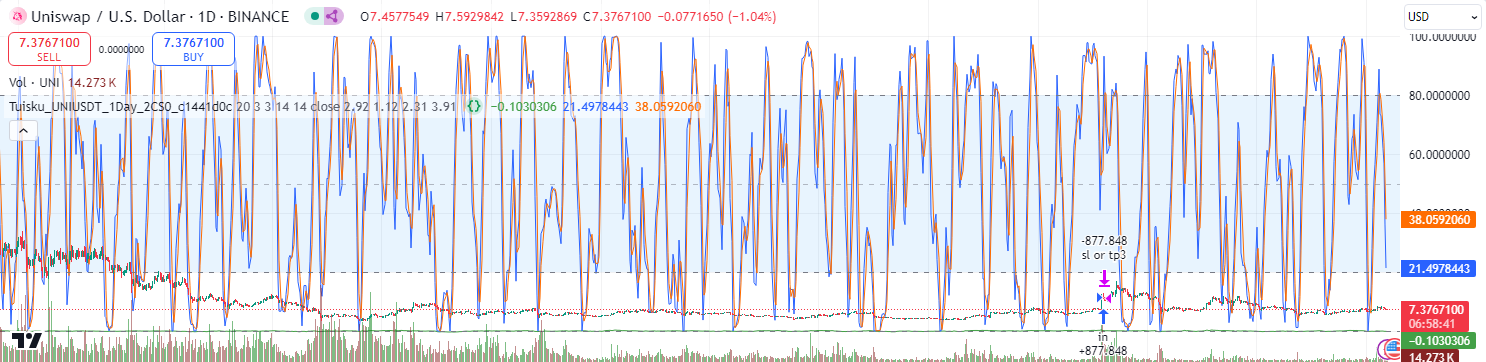 Uniswap / U.S. Dollar · 1D · BINANCE O7.4577549 H7.5929842 L7.3592869 C7.3767100 −0.0771650 (−1.04%)
USD
7.3767100 SELL
0.0000000
7.3767100 BUY
Vol · UNI 14.273 K
Tuisku_UNIUSDT_1Day_2CS0_c1441d0c 20 3 3 14 14 close 2.92 1.12 2.31 3.91 {} −0.1030306 21.4978443 38.0592060
100.0000000
80.0000000
60.0000000
40.0000000
38.0592060
21.4978443
7.3767100
06:58:41
−0.1030306
14.273 K
-877.848
sl or tp3
in
+877.848